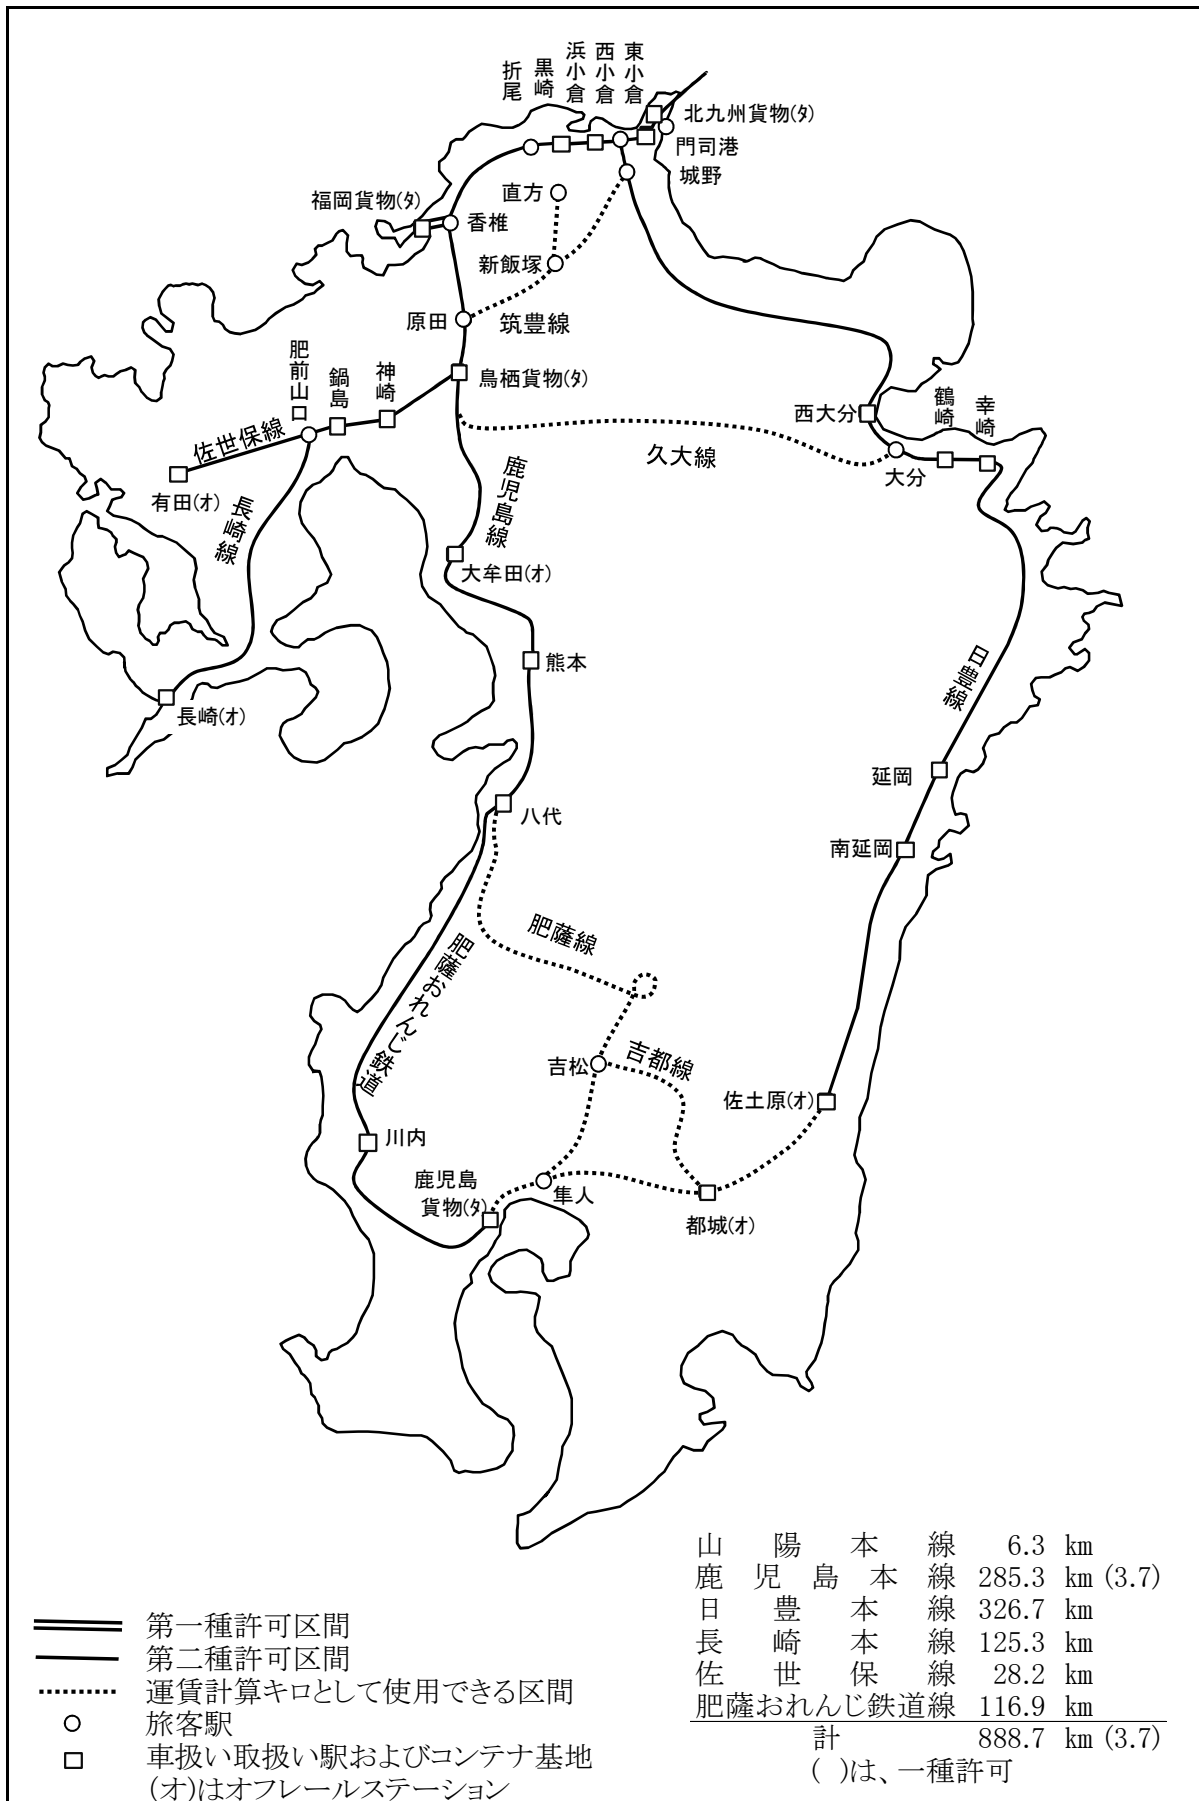 折尾
黒崎
浜小倉
西小倉
東小倉
北九州貨物(タ)
門司港
城野
福岡貨物(タ)
香椎
直方
新飯塚
原田
筑豊線
肥前山口
鍋島
神崎
鳥栖貨物(タ)
佐世保線
有田(オ)
長崎線
長崎(オ)
鹿児島線
久大線
西大分
大分
鶴崎
幸崎
大牟田(オ)
熊本
日豊線
延岡
南延岡
八代
肥薩線
肥薩おれんじ鉄道
吉松
吉都線
佐土原(オ)
川内
鹿児島
貨物(タ)
隼人
都城(オ)
山陽本線 6.3 km
鹿児島本線 285.3 km (3.7)
日豊本線 326.7 km
長崎本線 125.3 km
佐世保線 28.2 km
肥薩おれんじ鉄道線 116.9 km
計 888.7 km (3.7)
( )は、一種許可
第一種許可区間
第二種許可区間
運賃計算キロとして使用できる区間
旅客駅
車扱い取扱い駅およびコンテナ基地
(オ)はオフレールステーション